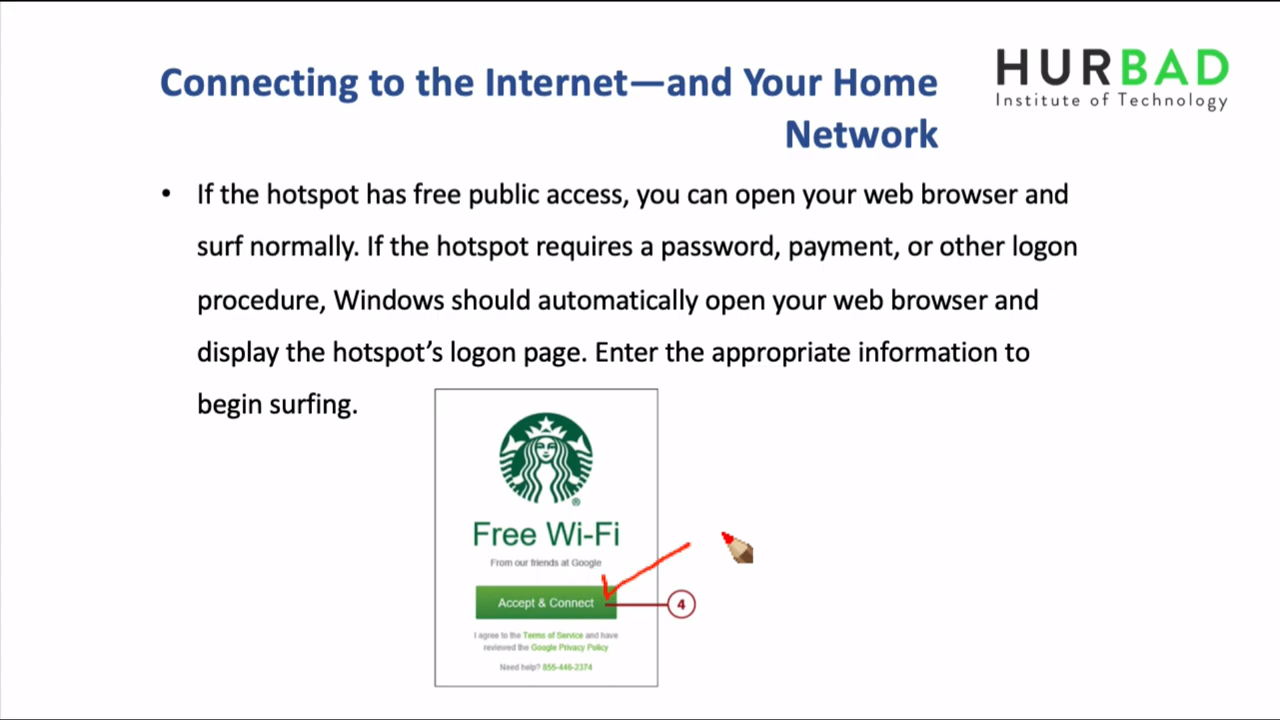 Connecting to the Internet—and Your Home
Network
HURBAD
Institute of Technology
• If the hotspot has free public access, you can open your web browser and
surf normally. If the hotspot requires a password, payment, or other logon
procedure, Windows should automatically open your web browser and
display the hotspot’s logon page. Enter the appropriate information to
begin surfing.
®
Free Wi-Fi
From our friends at Google
Accept & Connect
4
I agree to the Terms of Service and have
reviewed the Google Privacy Policy
Need help? 855-446-2374